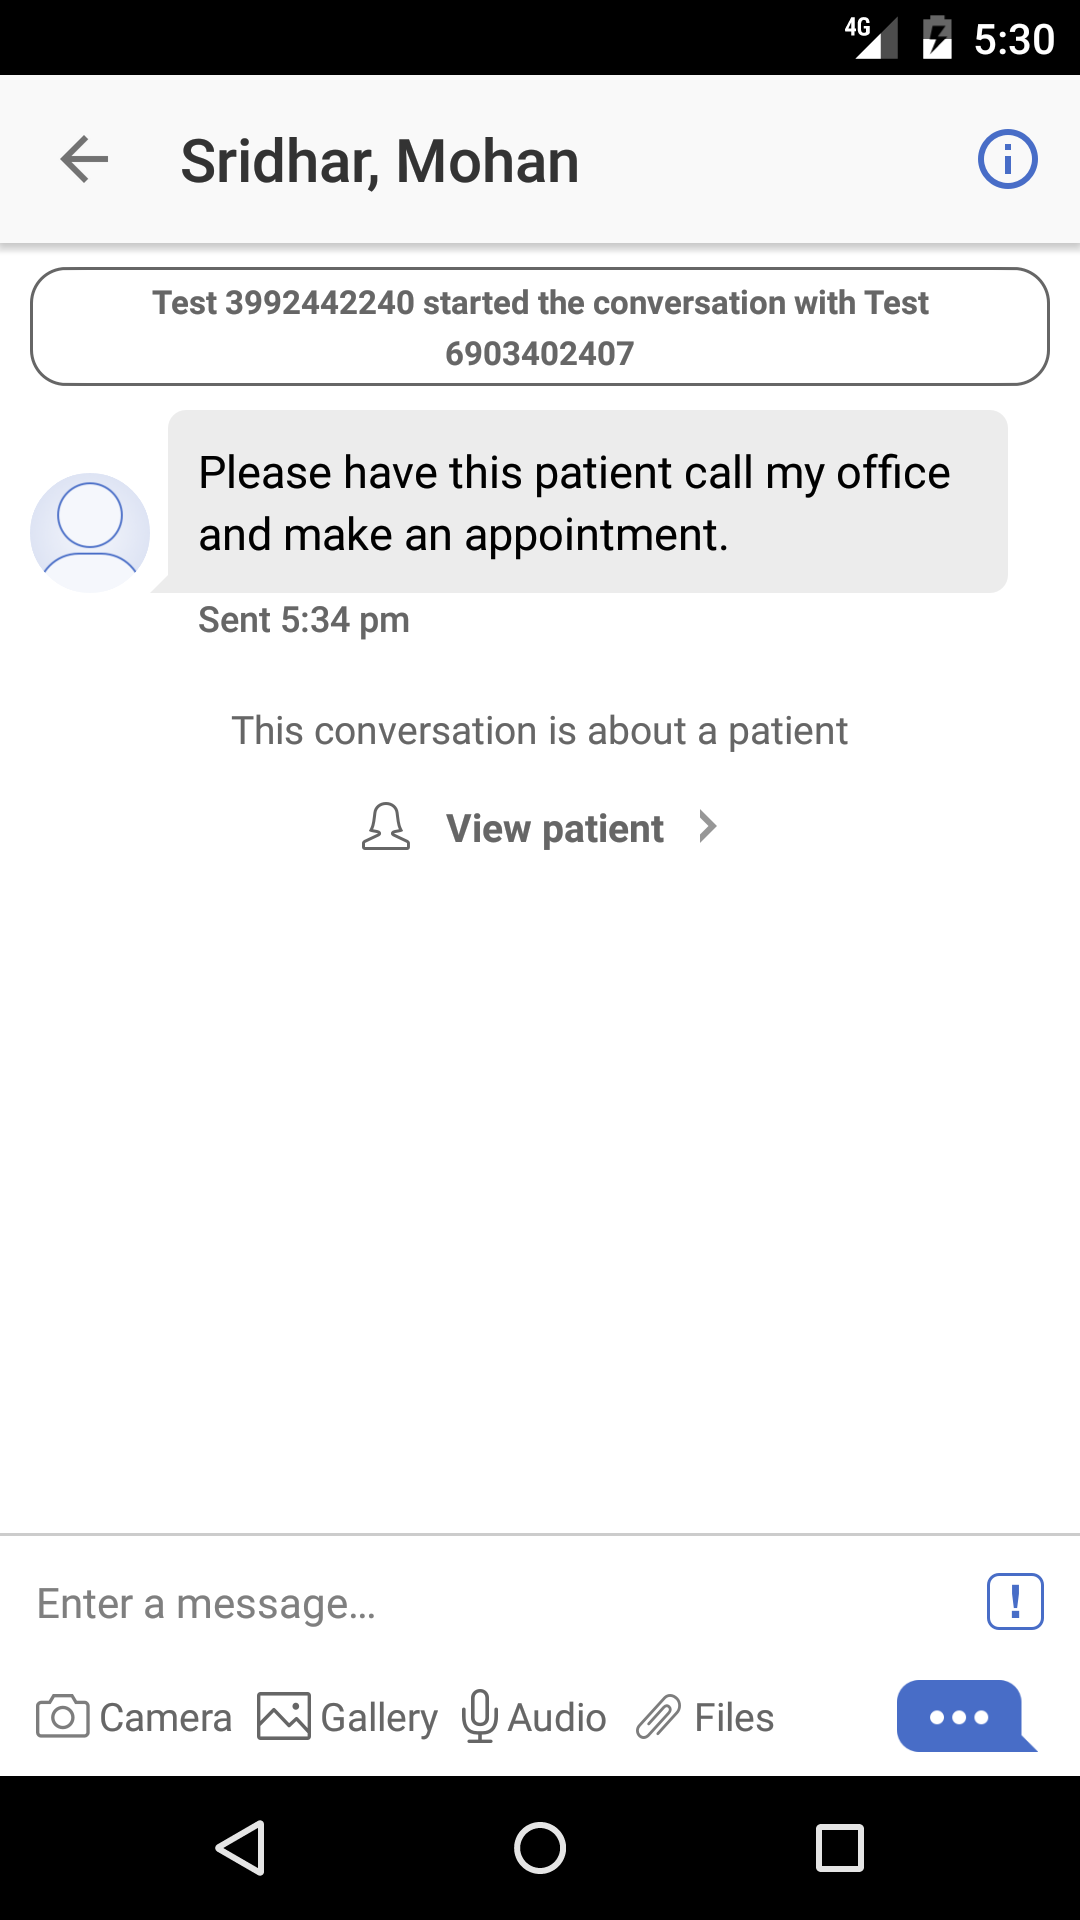 4G 5:30
Sridhar, Mohan
Test 3992442240 started the conversation with Test
6903402407
Please have this patient call my office
and make an appointment.
Sent 5:34 pm
This conversation is about a patient
View patient
Enter a message...
Camera Gallery Audio Files